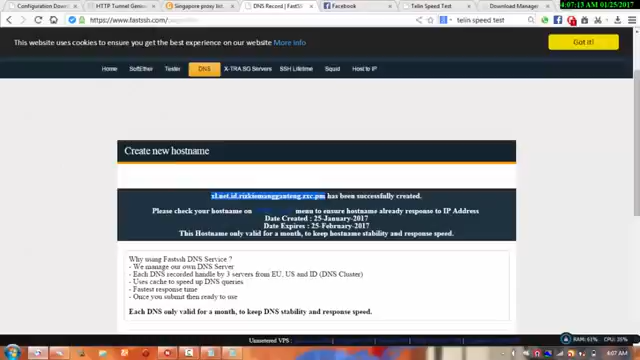 4:07:13 AM 01/25/2017
Configuration Down
HTTP Tunnel Genius
Singapore proxy list
DNS Record | FastSSH
Facebook
Telin Speed Test
Download Manager
https://www.fastssh.com/
telin speed test
This website uses cookies to ensure you get the best experience on our website More info
Got it!
Home
SoftEther
Tester
DNS
X-TRA SG Servers
SSH Lifetime
Squid
Host to IP
Create new hostname
xl.net.id.rizkiomangganteng.zxc.pm has been successfully created.
Please check your hostname on menu to ensure hostname already response to IP Address
Date Created : 25-January-2017
Date Expires : 25-February-2017
This Hostname only valid for a month, to keep hostname stability and response speed.
Why using Fastssh DNS Service ?
- We manage our own DNS Server
- Each DNS recorded handle by 3 servers from EU, US and ID (DNS Cluster)
- Uses cache to speed up DNS queries
- Fastest response time
- Once you submit then ready to use
Each DNS only valid for a month, to keep DNS stability and response speed.
Unmetered VPS :
RAM: 61%
CPU: 35%
4:07 AM